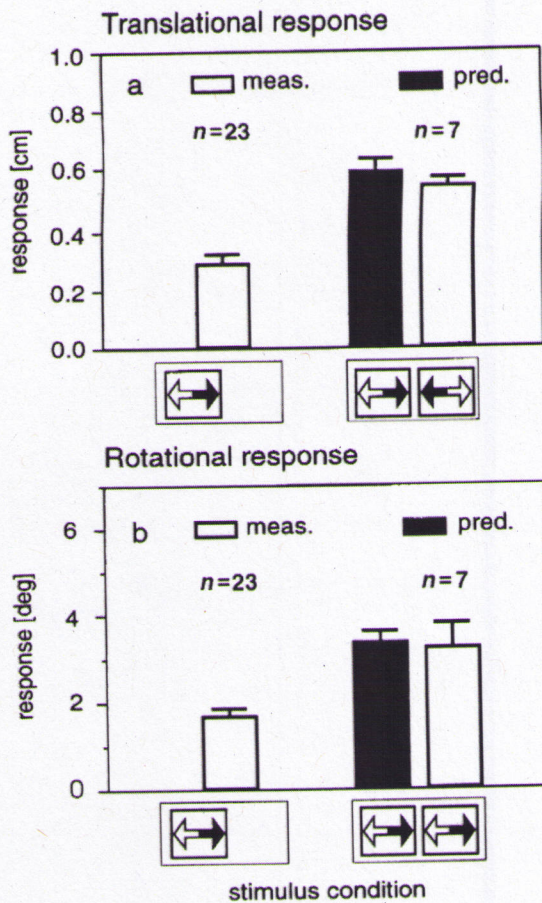 Translational response
1.0
a meas. pred.
0.8
n=23 n=7
0.6
0.4
0.2
0.0
response [cm]
Rotational response
b meas. pred.
6
n=23 n=7
4
2
0
response [deg]
stimulus condition